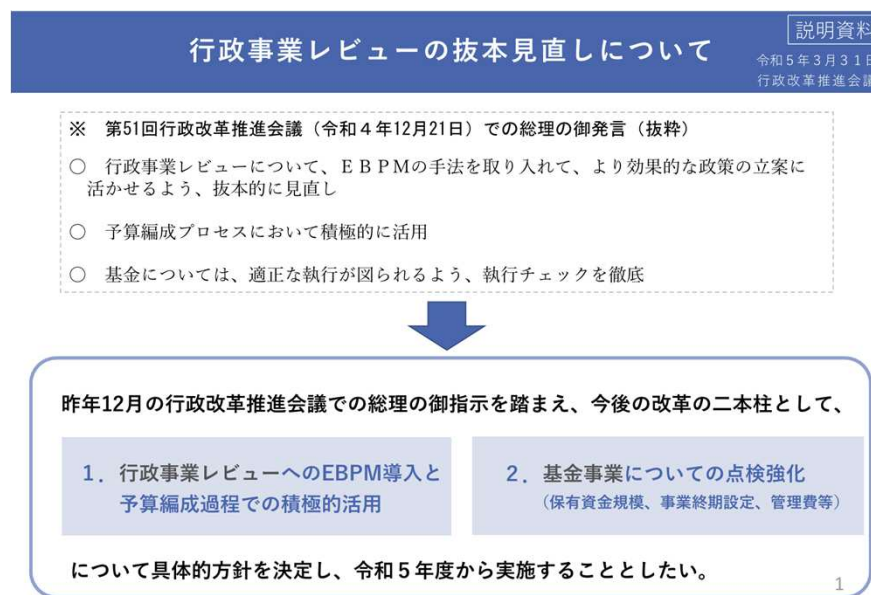 行政事業レビューの抜本見直しについて
説明資料
令和5年3月31日
行政改革推進会議
※　第51回行政改革推進会議（令和４年12月21日）での総理の御発言（抜粋）
○　行政事業レビューについて、ＥＢＰＭの手法を取り入れて、より効果的な政策の立案に
活かせるよう、抜本的に見直し
○　予算編成プロセスにおいて積極的に活用
○　基金については、適正な執行が図られるよう、執行チェックを徹底
昨年12月の行政改革推進会議での総理の御指示を踏まえ、今後の改革の二本柱として、
１．行政事業レビューへのEBPM導入と
予算編成過程での積極的活用
２．基金事業についての点検強化
（保有資金規模、事業終期設定、管理費等）
について具体的方針を決定し、令和５年度から実施することとしたい。
1